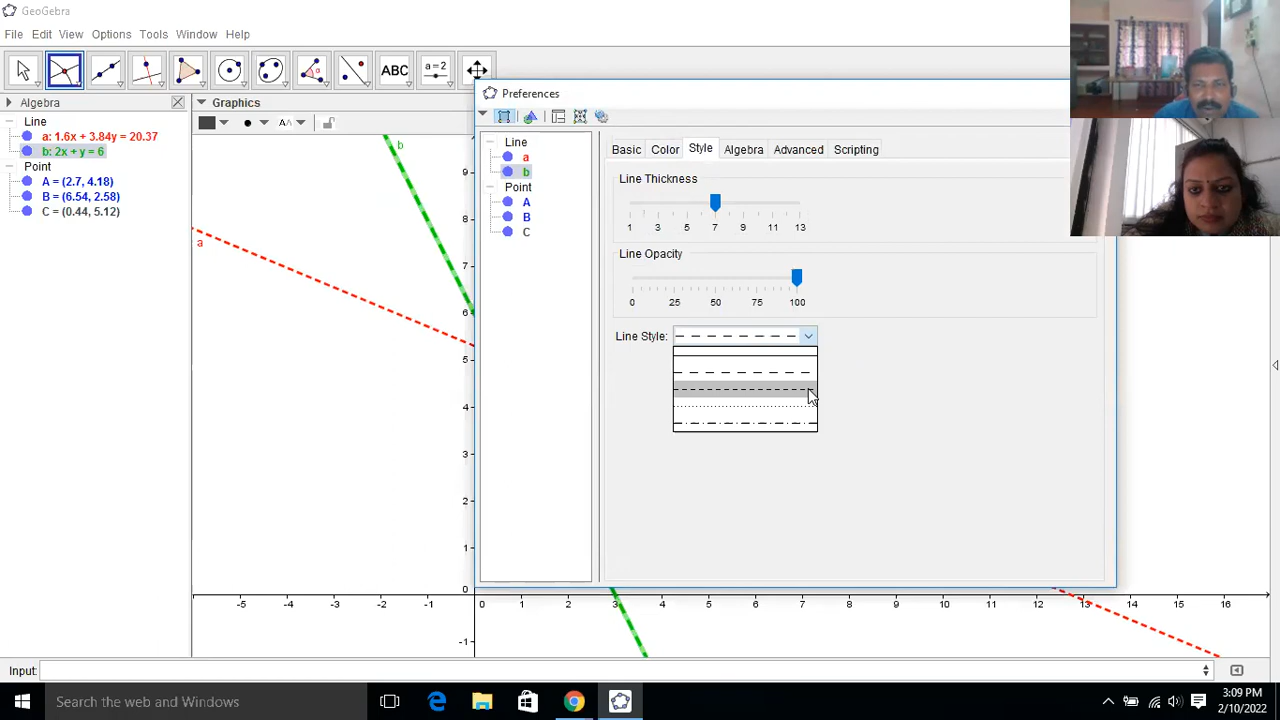 GeoGebra
File Edit View Options Tools Window Help
ABC
a=2
Algebra
Line
a: 1.6x + 3.84y = 20.37
b: 2x + y = 6
Point
A = (2.7, 4.18)
B = (6.54, 2.58)
C = (0.44, 5.12)
Graphics
AA
b
a
9
8
7
6
5
4
3
2
1
0
-1
-5 -4 -3 -2 -1 0 1 2 3 4 5 6 7 8 9 10 11 12 13 14 15 16
Preferences
Line
a
b
Point
A
B
C
Basic Color Style Algebra Advanced Scripting
Line Thickness
1 3 5 7 9 11 13
Line Opacity
0 25 50 75 100
Line Style:
Input:
Search the web and Windows
3:09 PM
2/10/2022